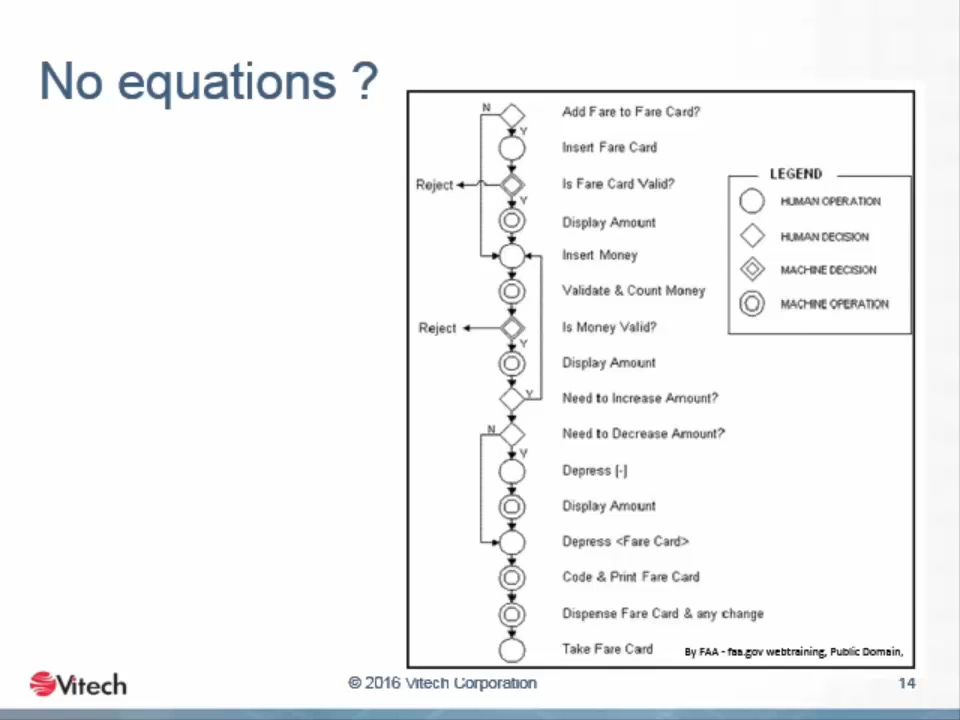 No equations ?
N
Add Fare to Fare Card?
Y
Insert Fare Card
Reject
Is Fare Card Valid?
Y
Display Amount
Insert Money
Validate & Count Money
Reject
Is Money Valid?
Y
Display Amount
Y
Need to Increase Amount?
N
Need to Decrease Amount?
Y
Depress [-]
Display Amount
Depress <Fare Card>
Code & Print Fare Card
Dispense Fare Card & any change
Take Fare Card
LEGEND
HUMAN OPERATION
HUMAN DECISION
MACHINE DECISION
MACHINE OPERATION
By FAA - faa.gov webtraining, Public Domain,
Vitech
© 2016 Vitech Corporation
14